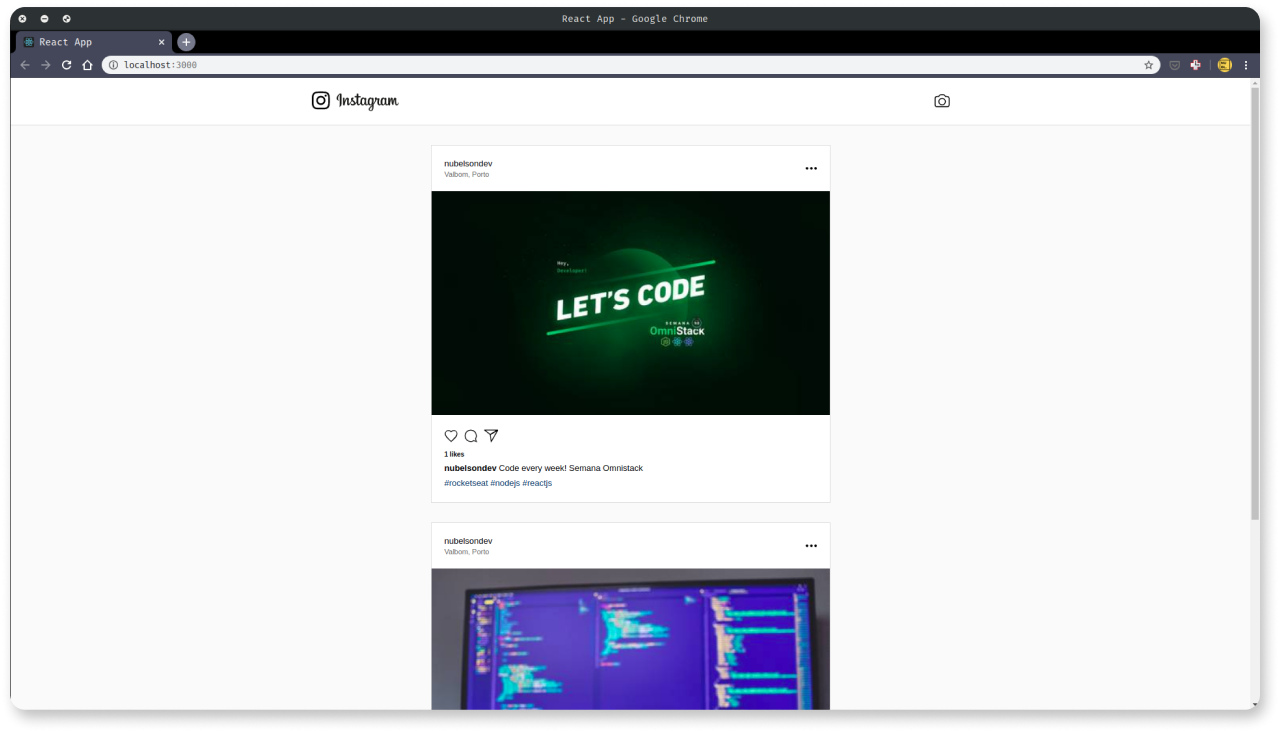 React App - Google Chrome
React App
localhost:3000
Instagram
nubelsondev
Valbom, Porto
Hey,
Developer!
LET'S CODE
SEMANA
OmniStack
1 likes
nubelsondev Code every week! Semana Omnistack
#rocketseat #nodejs #reactjs
nubelsondev
Valbom, Porto